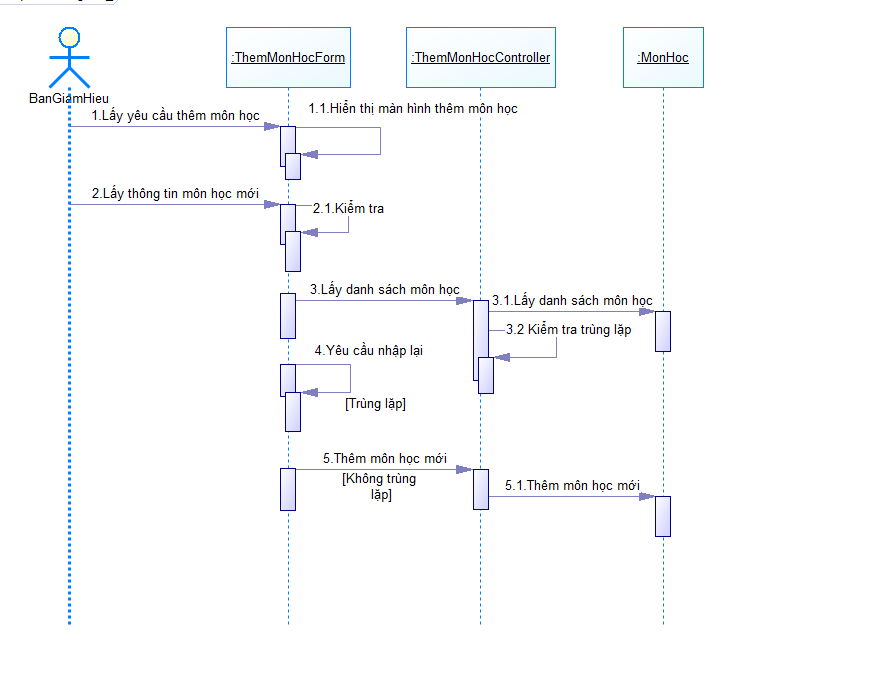 :ThemMonHocForm
:ThemMonHocController
:MonHoc
BanGiamHieu
1.Lấy yêu cầu thêm môn học
1.1.Hiển thị màn hình thêm môn học
2.Lấy thông tin môn học mới
2.1.Kiểm tra
3.Lấy danh sách môn học
3.1.Lấy danh sách môn học
3.2 Kiểm tra trùng lặp
4.Yêu cầu nhập lại
[Trùng lặp]
5.Thêm môn học mới
[Không trùng
lặp]
5.1.Thêm môn học mới